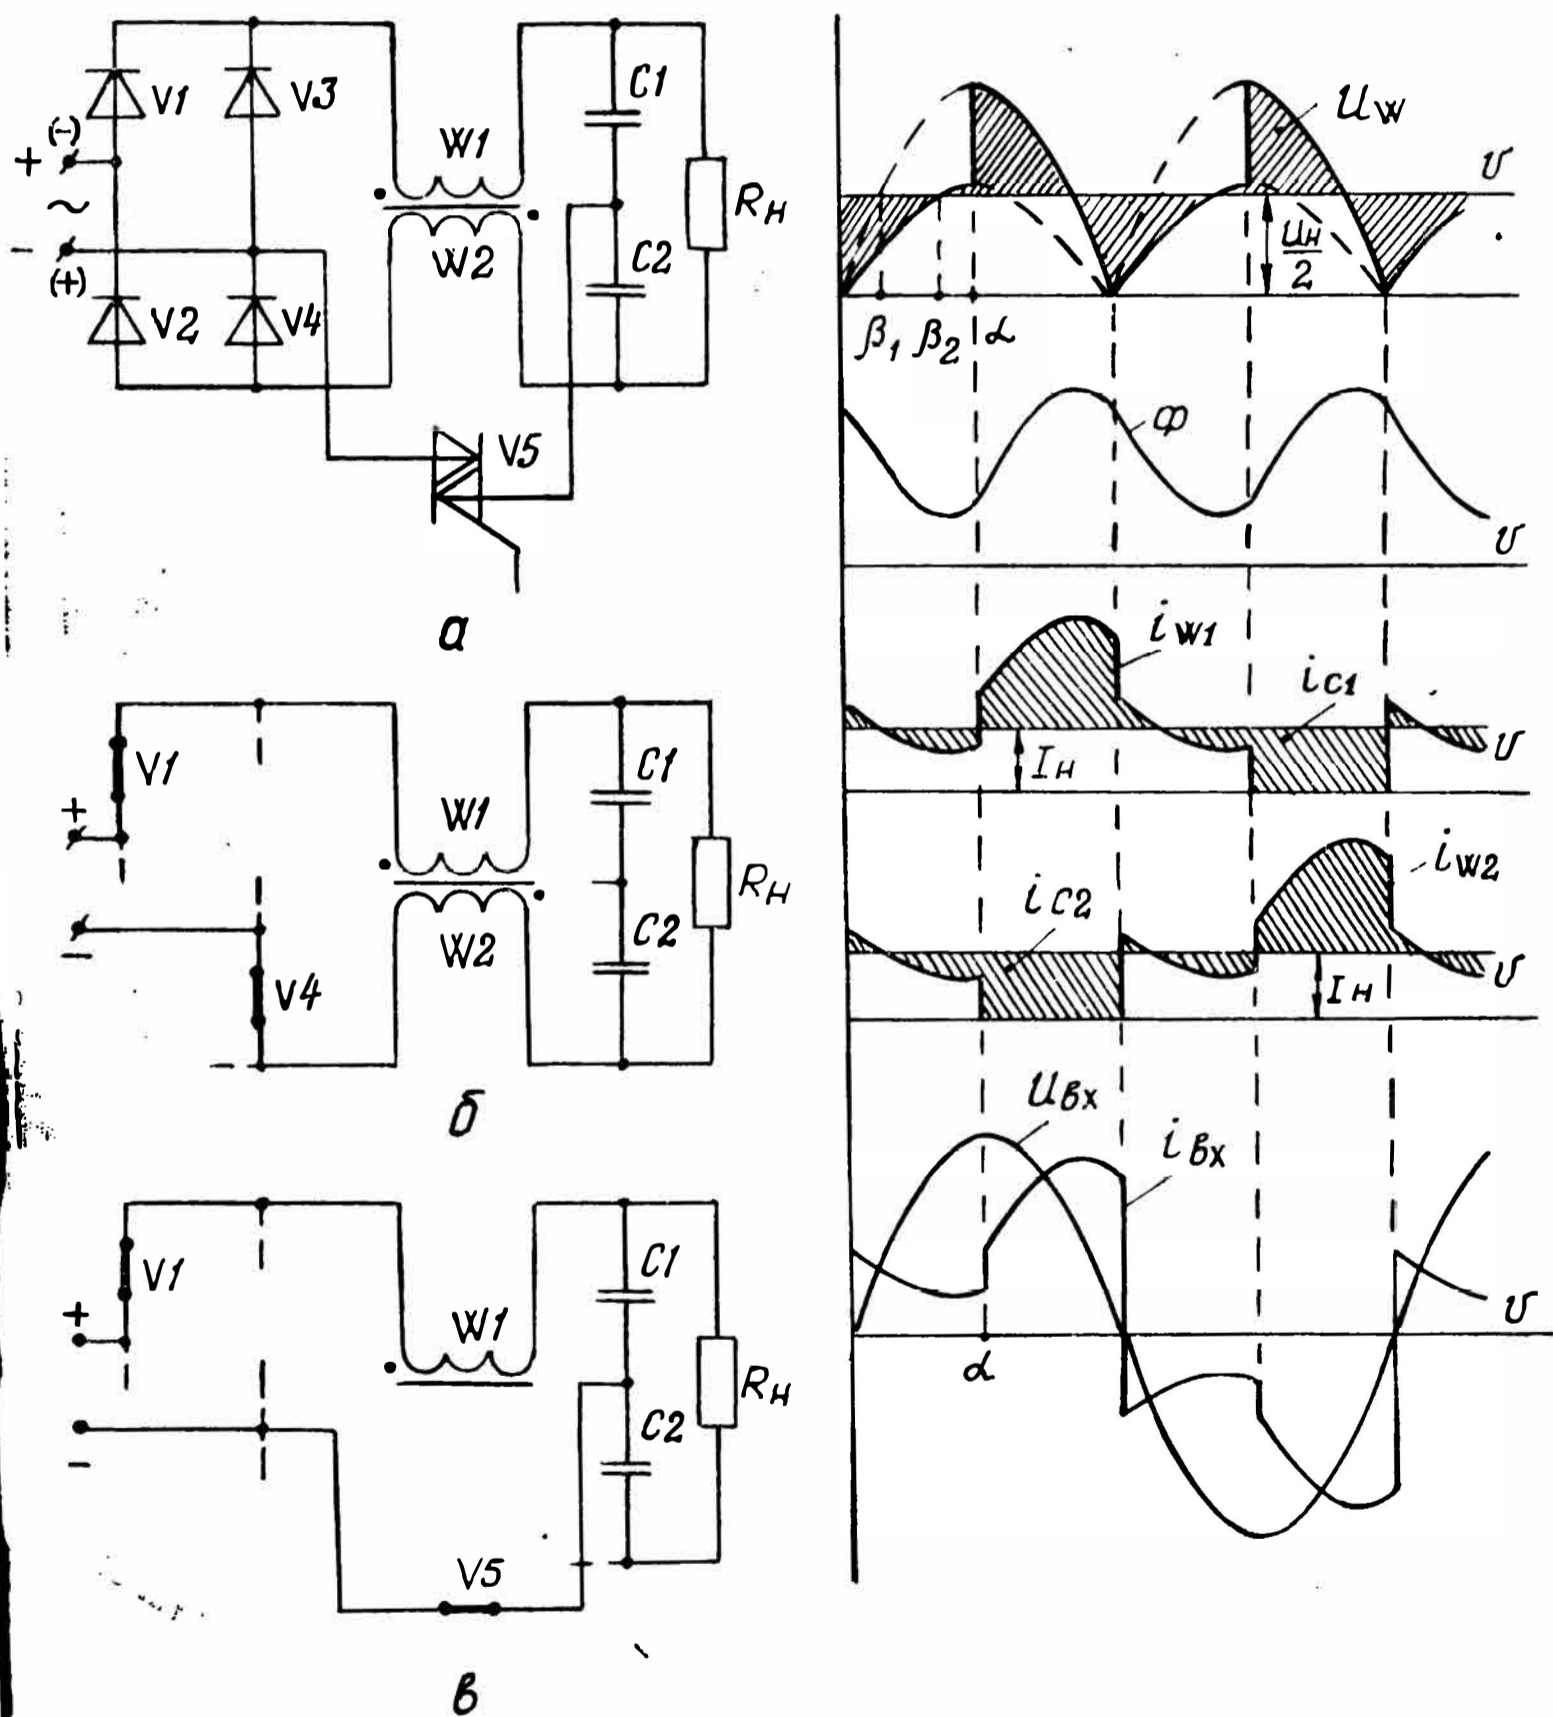 V1
V3
C1
(-)
+
W1
Rн
~
-
W2
C2
(+)
V2
V4
V5
а
V1
C1
+
W1
Rн
W2
C2
-
V4
б
C1
V1
+
W1
Rн
C2
-
V5
в
Uw
υ
Uн
2
β1 β2 α
Ф
υ
iw1
ic1
υ
Iн
iw2
ic2
υ
Iн
Uвх
iвх
υ
α